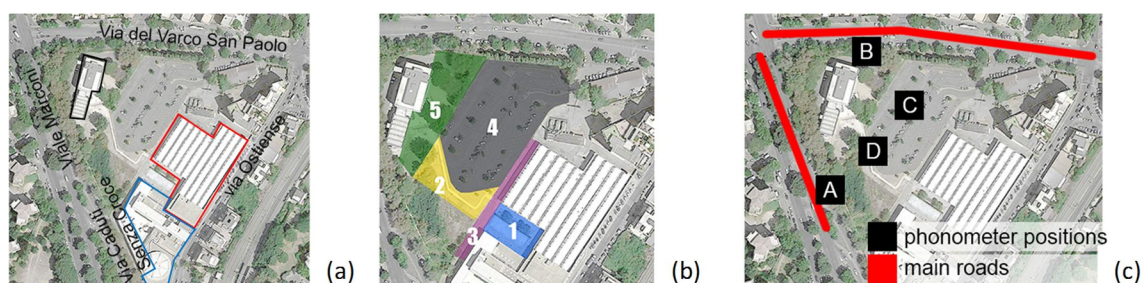 Via del Varco San Paolo
Viale Marconi
via Ostiense
Via Caduti
Senza Croce
(a)
5
4
2
3
1
(b)
B
C
D
A
phonometer positions
main roads
(c)